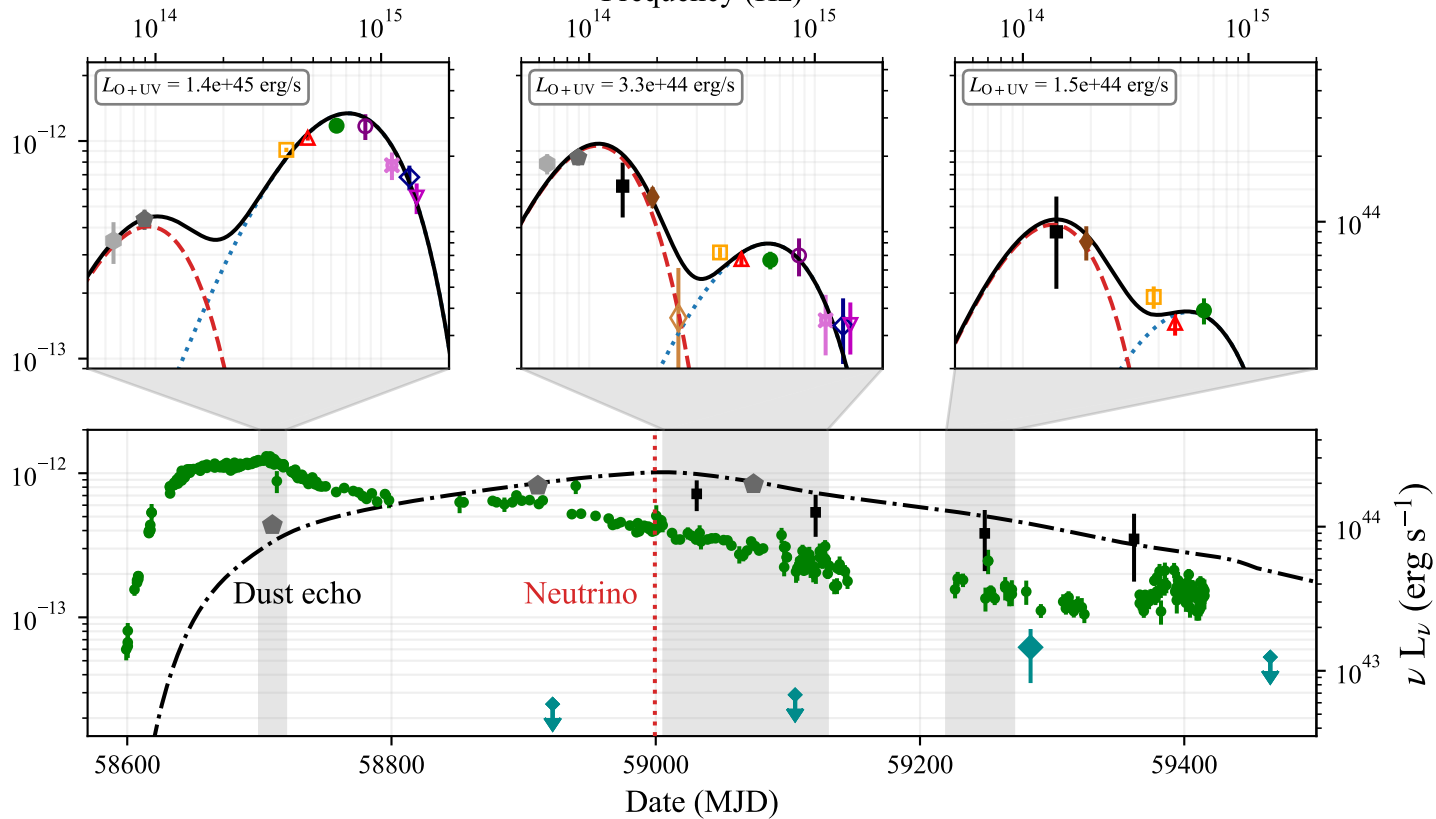 Frequency (Hz)
10^14 10^15 10^14 10^15 10^14 10^15
L_O+UV = 1.4e+45 erg/s L_O+UV = 3.3e+44 erg/s L_O+UV = 1.5e+44 erg/s
10^-12
10^44
10^-13
10^-12
10^44
Dust echo Neutrino
10^-13
10^43
ν L_ν (erg s^-1)
58600 58800 59000 59200 59400
Date (MJD)